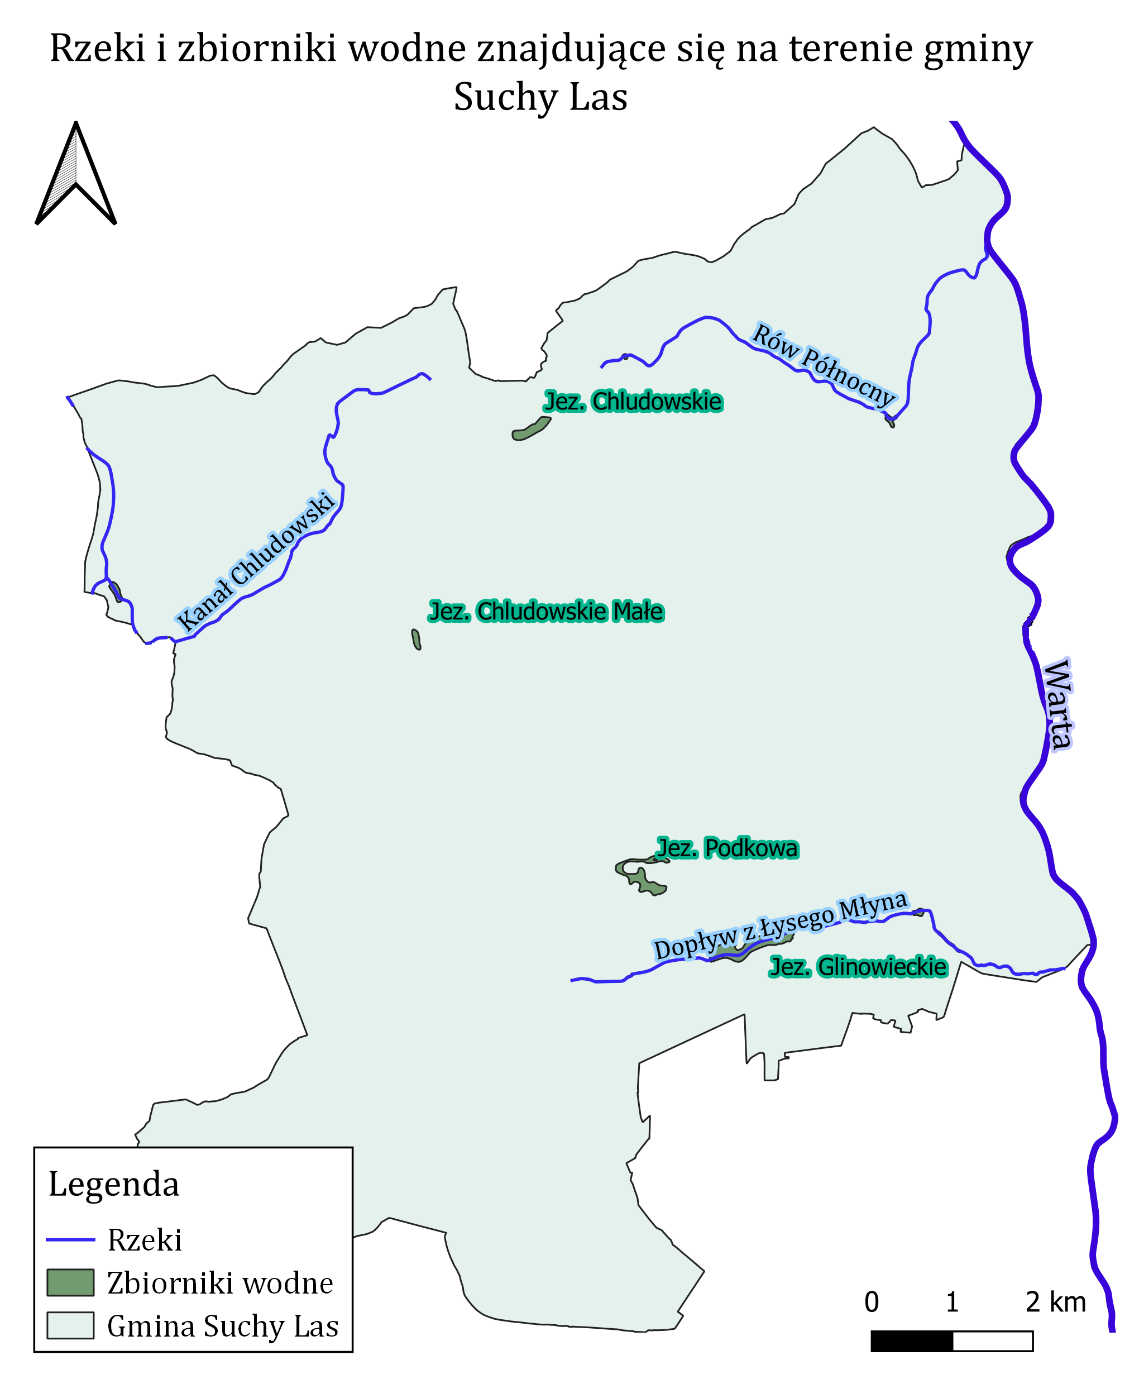 Rzeki i zbiorniki wodne znajdujące się na terenie gminy
Suchy Las
Rów Północny
Jez. Chludowskie
Kanał Chludowski
Jez. Chludowskie Małe
Warta
Jez. Podkowa
Dopływ z Łysego Młyna
Jez. Glinowieckie
Legenda
Rzeki
Zbiorniki wodne
Gmina Suchy Las
0 1 2 km